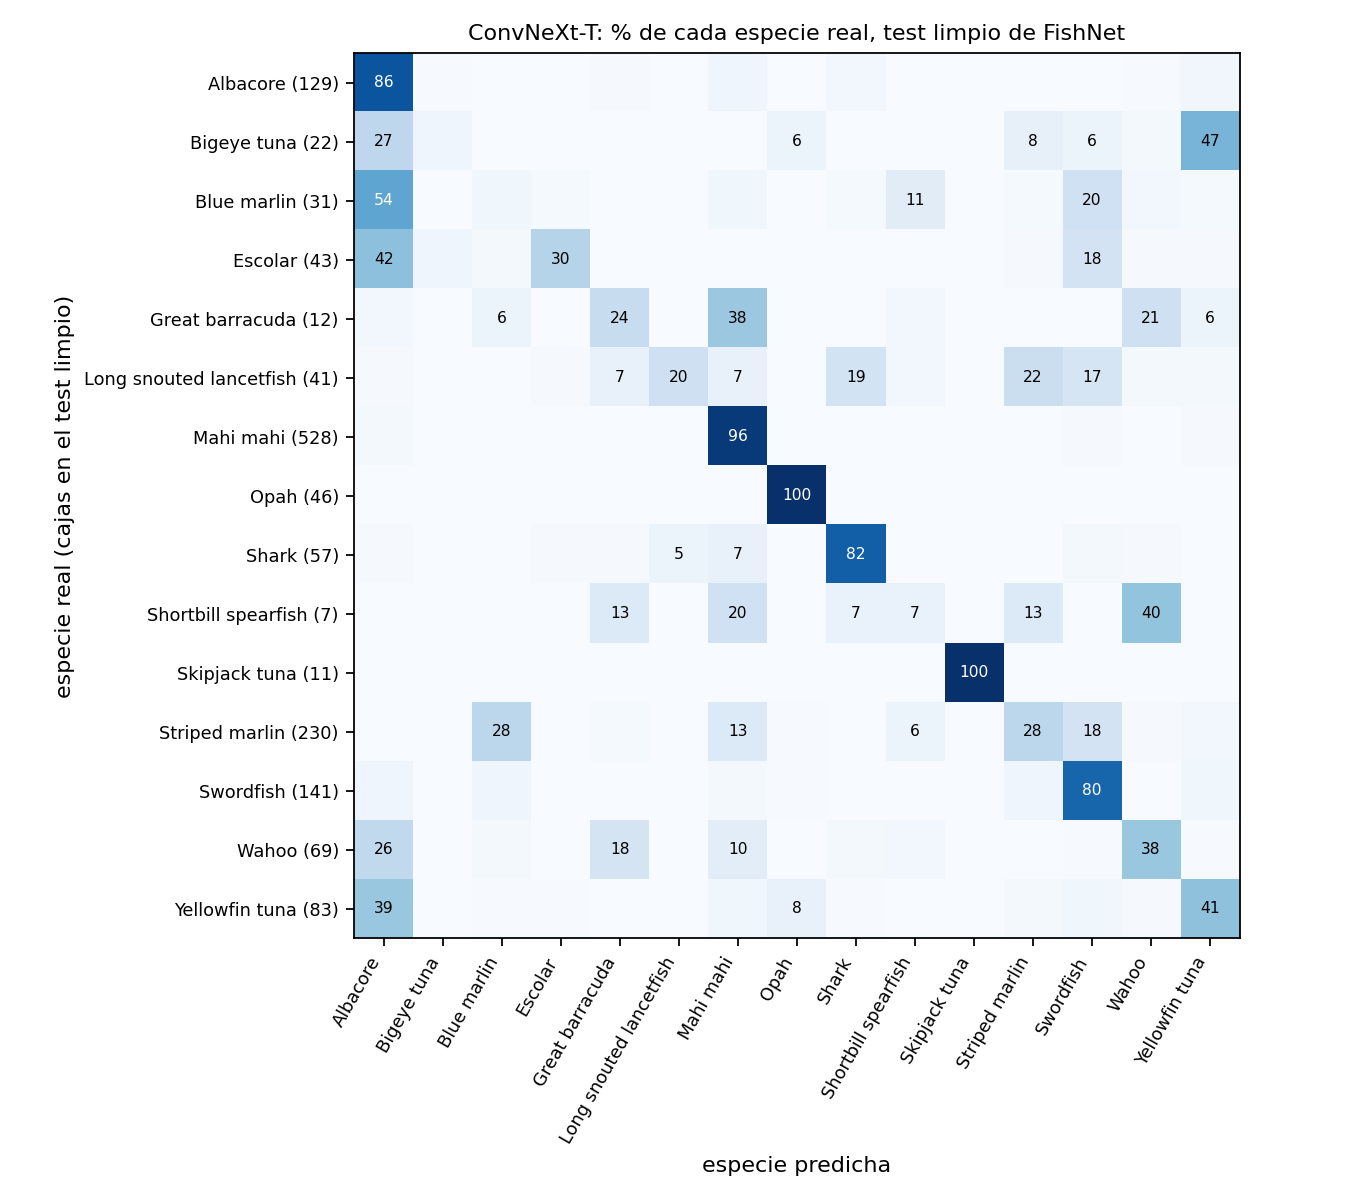 ConvNeXt-T: % de cada especie real, test limpio de FishNet
especie real (cajas en el test limpio)
Albacore (129) 86
Bigeye tuna (22) 27 6 8 6 47
Blue marlin (31) 54 11 20
Escolar (43) 42 30 18
Great barracuda (12) 6 24 38 21 6
Long snouted lancetfish (41) 7 20 7 19 22 17
Mahi mahi (528) 96
Opah (46) 100
Shark (57) 5 7 82
Shortbill spearfish (7) 13 20 7 7 13 40
Skipjack tuna (11) 100
Striped marlin (230) 28 13 6 28 18
Swordfish (141) 80
Wahoo (69) 26 18 10 38
Yellowfin tuna (83) 39 8 41
Albacore
Bigeye tuna
Blue marlin
Escolar
Great barracuda
Long snouted lancetfish
Mahi mahi
Opah
Shark
Shortbill spearfish
Skipjack tuna
Striped marlin
Swordfish
Wahoo
Yellowfin tuna
especie predicha